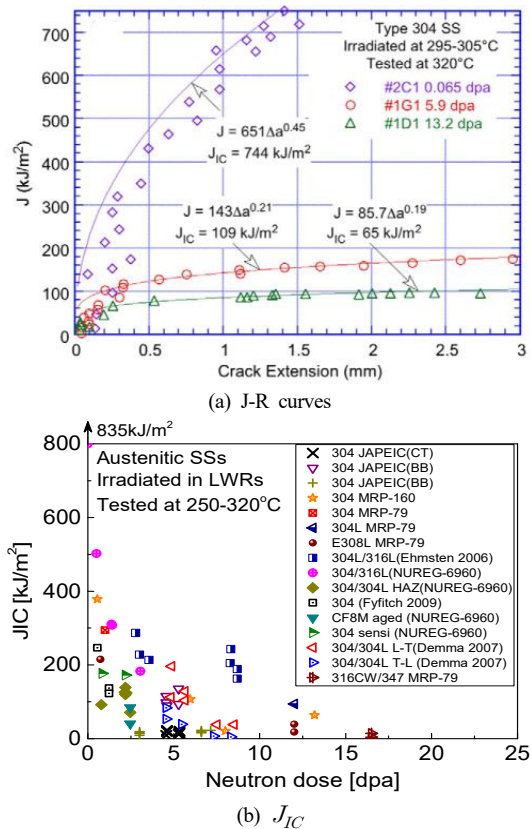 Type 304 SS
Irradiated at 295-305°C
Tested at 320°C
#2C1 0.065 dpa
#1G1 5.9 dpa
#1D1 13.2 dpa
J = 651Δa^0.45
J_IC = 744 kJ/m²
J = 143Δa^0.21
J_IC = 109 kJ/m²
J = 85.7Δa^0.19
J_IC = 65 kJ/m²
J (kJ/m²)
700
600
500
400
300
200
100
000
0 0.5 1 1.5 2 2.5 3
Crack Extension (mm)
(a) J-R curves
835kJ/m²
Austenitic SSs
Irradiated in LWRs
Tested at 250-320°C
304 JAPEIC(CT)
304 JAPEIC(BB)
304 JAPEIC(BB)
304 MRP-160
304 MRP-79
304L MRP-79
E308L MRP-79
304L/316L(Ehmsten 2006)
304/316L(NUREG-6960)
304/304L HAZ(NUREG-6960)
304 (Fyfitch 2009)
CF8M aged (NUREG-6960)
304 sensi (NUREG-6960)
304/304L L-T(Demma 2007)
304/304L T-L(Demma 2007)
316CW/347 MRP-79
JIC [kJ/m²]
800
600
400
200
0
0 5 10 15 20 25
Neutron dose [dpa]
(b) J_IC